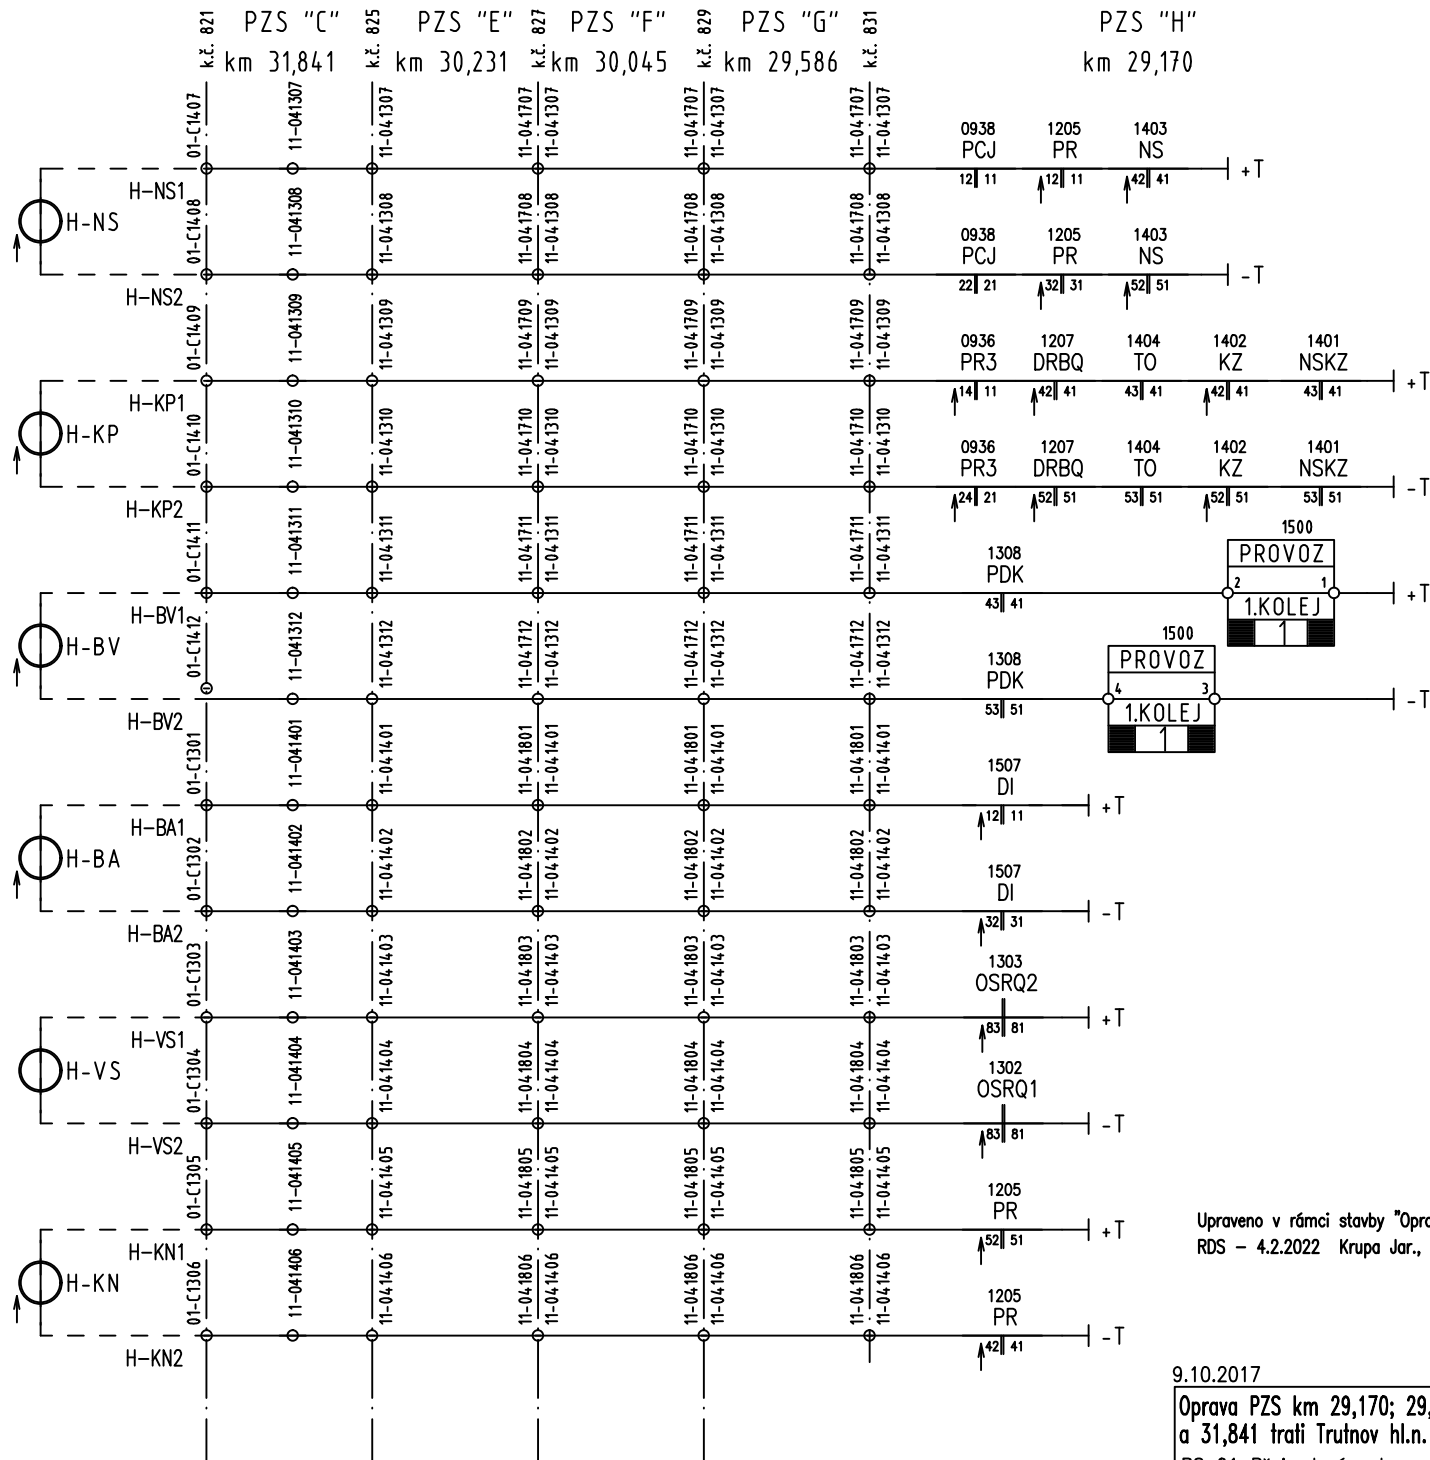 k.č. 821 PZS "C" k.č. 825 PZS "E" k.č. 827 PZS "F" k.č. 829 PZS "G" k.č. 831 PZS "H"
km 31,841 km 30,231 km 30,045 km 29,586 km 29,170
01-C1407 11-041307 11-041307 11-041707 11-041307 11-041707 11-041307 11-041707 11-041307
0938 1205 1403
PCJ PR NS
H-NS1 12 11 12 11 42 41 +T
H-NS
01-C1408 11-041308 11-041308 11-041708 11-041308 11-041708 11-041308 11-041708 11-041308
0938 1205 1403
PCJ PR NS
H-NS2 22 21 32 31 52 51 -T
01-C1409 11-041309 11-041309 11-041709 11-041309 11-041709 11-041309 11-041709 11-041309
0936 1207 1404 1402 1401
PR3 DRBQ TO KZ NSKZ
H-KP1 14 11 42 41 43 41 42 41 43 41 +T
H-KP
01-C1410 11-041310 11-041310 11-041710 11-041310 11-041710 11-041310 11-041710 11-041310
0936 1207 1404 1402 1401
PR3 DRBQ TO KZ NSKZ
H-KP2 24 21 52 51 53 51 52 51 53 51 -T
01-C1411 11-041311 11-041311 11-041711 11-041311 11-041711 11-041311 11-041711 11-041311
1308 1500
PDK PROVOZ
H-BV1 43 41 2 1 +T
1.KOLEJ
1
H-BV
01-C1412 11-041312 11-041312 11-041712 11-041312 11-041712 11-041312 11-041712 11-041312
1308 1500
PDK PROVOZ
H-BV2 53 51 4 3 -T
1.KOLEJ
1
01-C1301 11-041401 11-041401 11-041801 11-041401 11-041801 11-041401 11-041801 11-041401
1507
DI
H-BA1 12 11 +T
H-BA
01-C1302 11-041402 11-041402 11-041802 11-041402 11-041802 11-041402 11-041802 11-041402
1507
DI
H-BA2 32 31 -T
01-C1303 11-041403 11-041403 11-041803 11-041403 11-041803 11-041403 11-041803 11-041403
1303
OSRQ2
H-VS1 83 81 +T
H-VS
01-C1304 11-041404 11-041404 11-041804 11-041404 11-041804 11-041404 11-041804 11-041404
1302
OSRQ1
H-VS2 83 81 -T
01-C1305 11-041405 11-041405 11-041805 11-041405 11-041805 11-041405 11-041805 11-041405
1205
PR
H-KN1 52 51 +T
H-KN
01-C1306 11-041406 11-041406 11-041806 11-041406 11-041806 11-041406 11-041806 11-041406
1205
PR
H-KN2 42 41 -T
Upraveno v rámci stavby "Opro
RDS - 4.2.2022 Krupa Jar.,
9.10.2017
Oprava PZS km 29,170; 29,
a 31,841 trati Trutnov hl.n.